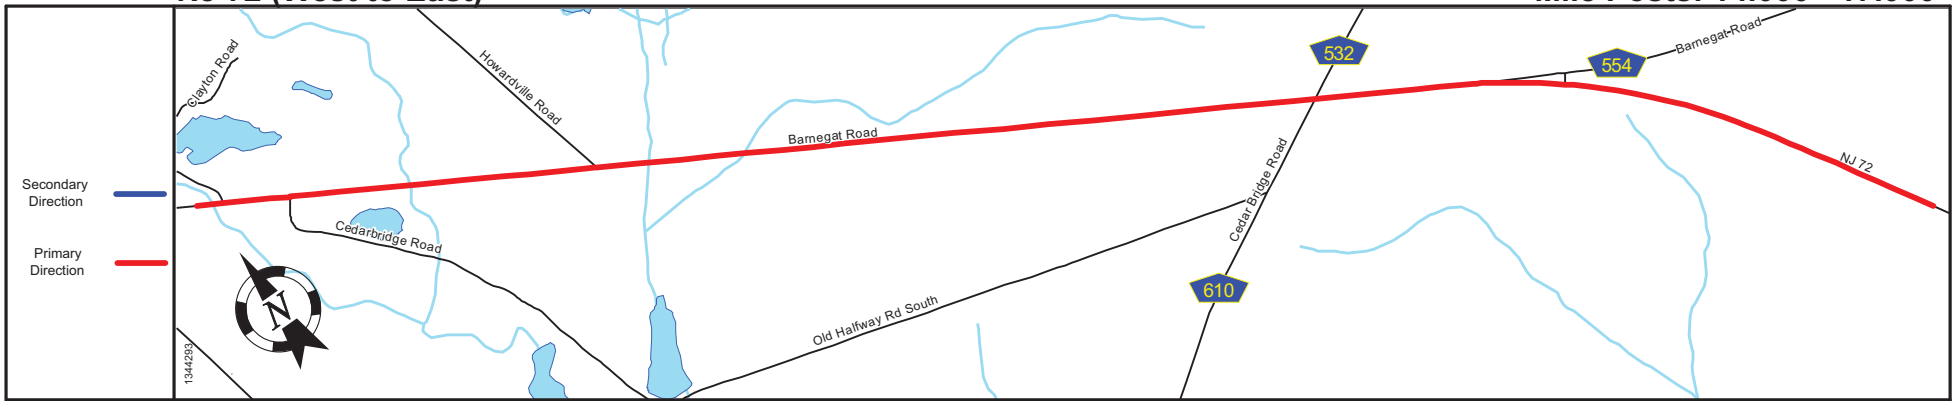 Clayton Road
Howardville Road
532
554
Barnegat Road
Barnegat Road
NJ 72
Secondary
Direction
Cedar Bridge Road
Cedarbridge Road
Primary
Direction
N
610
Old Halfway Rd South
1344293